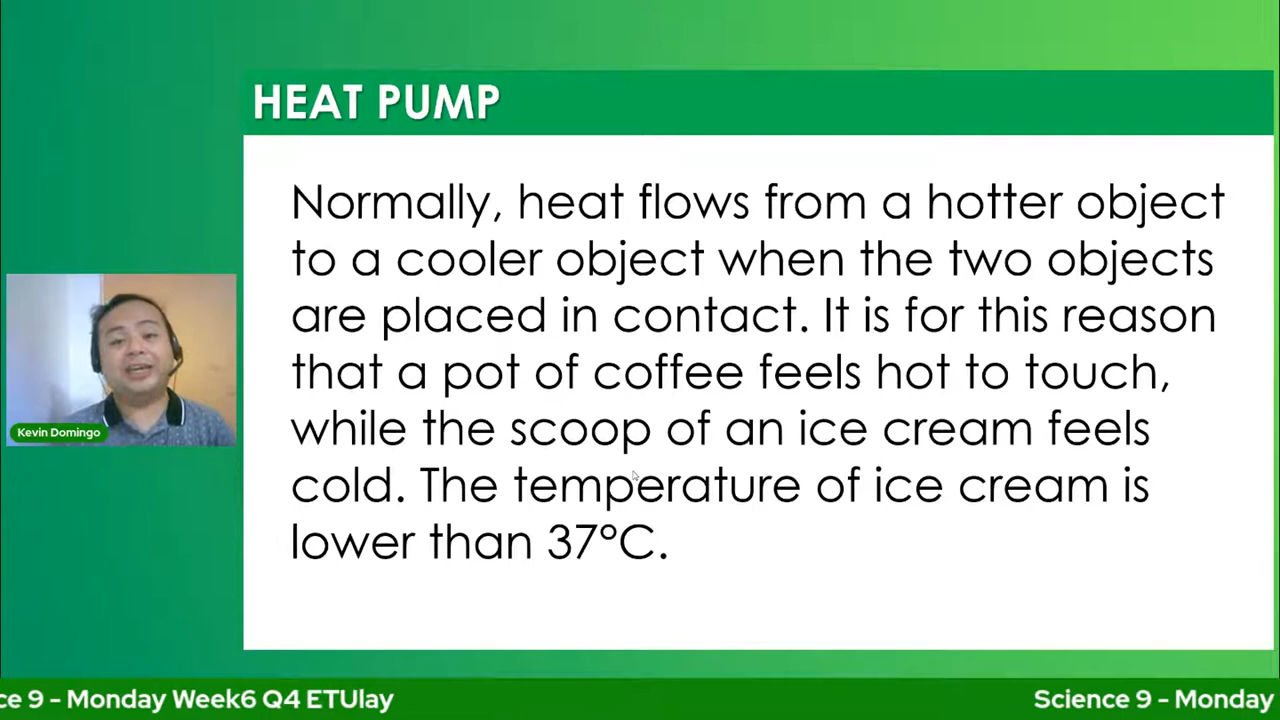 HEAT PUMP
Normally, heat flows from a hotter object
to a cooler object when the two objects
are placed in contact. It is for this reason
that a pot of coffee feels hot to touch,
while the scoop of an ice cream feels
cold. The temperature of ice cream is
lower than 37°C.
Kevin Domingo
ce 9 - Monday Week6 Q4 ETUlay
Science 9 - Monday